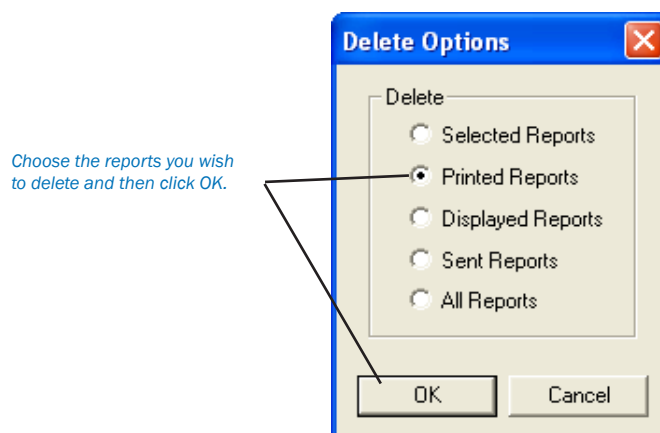 Delete Options
Delete
Selected Reports
Choose the reports you wish
to delete and then click OK.
Printed Reports
Displayed Reports
Sent Reports
All Reports
OK
Cancel